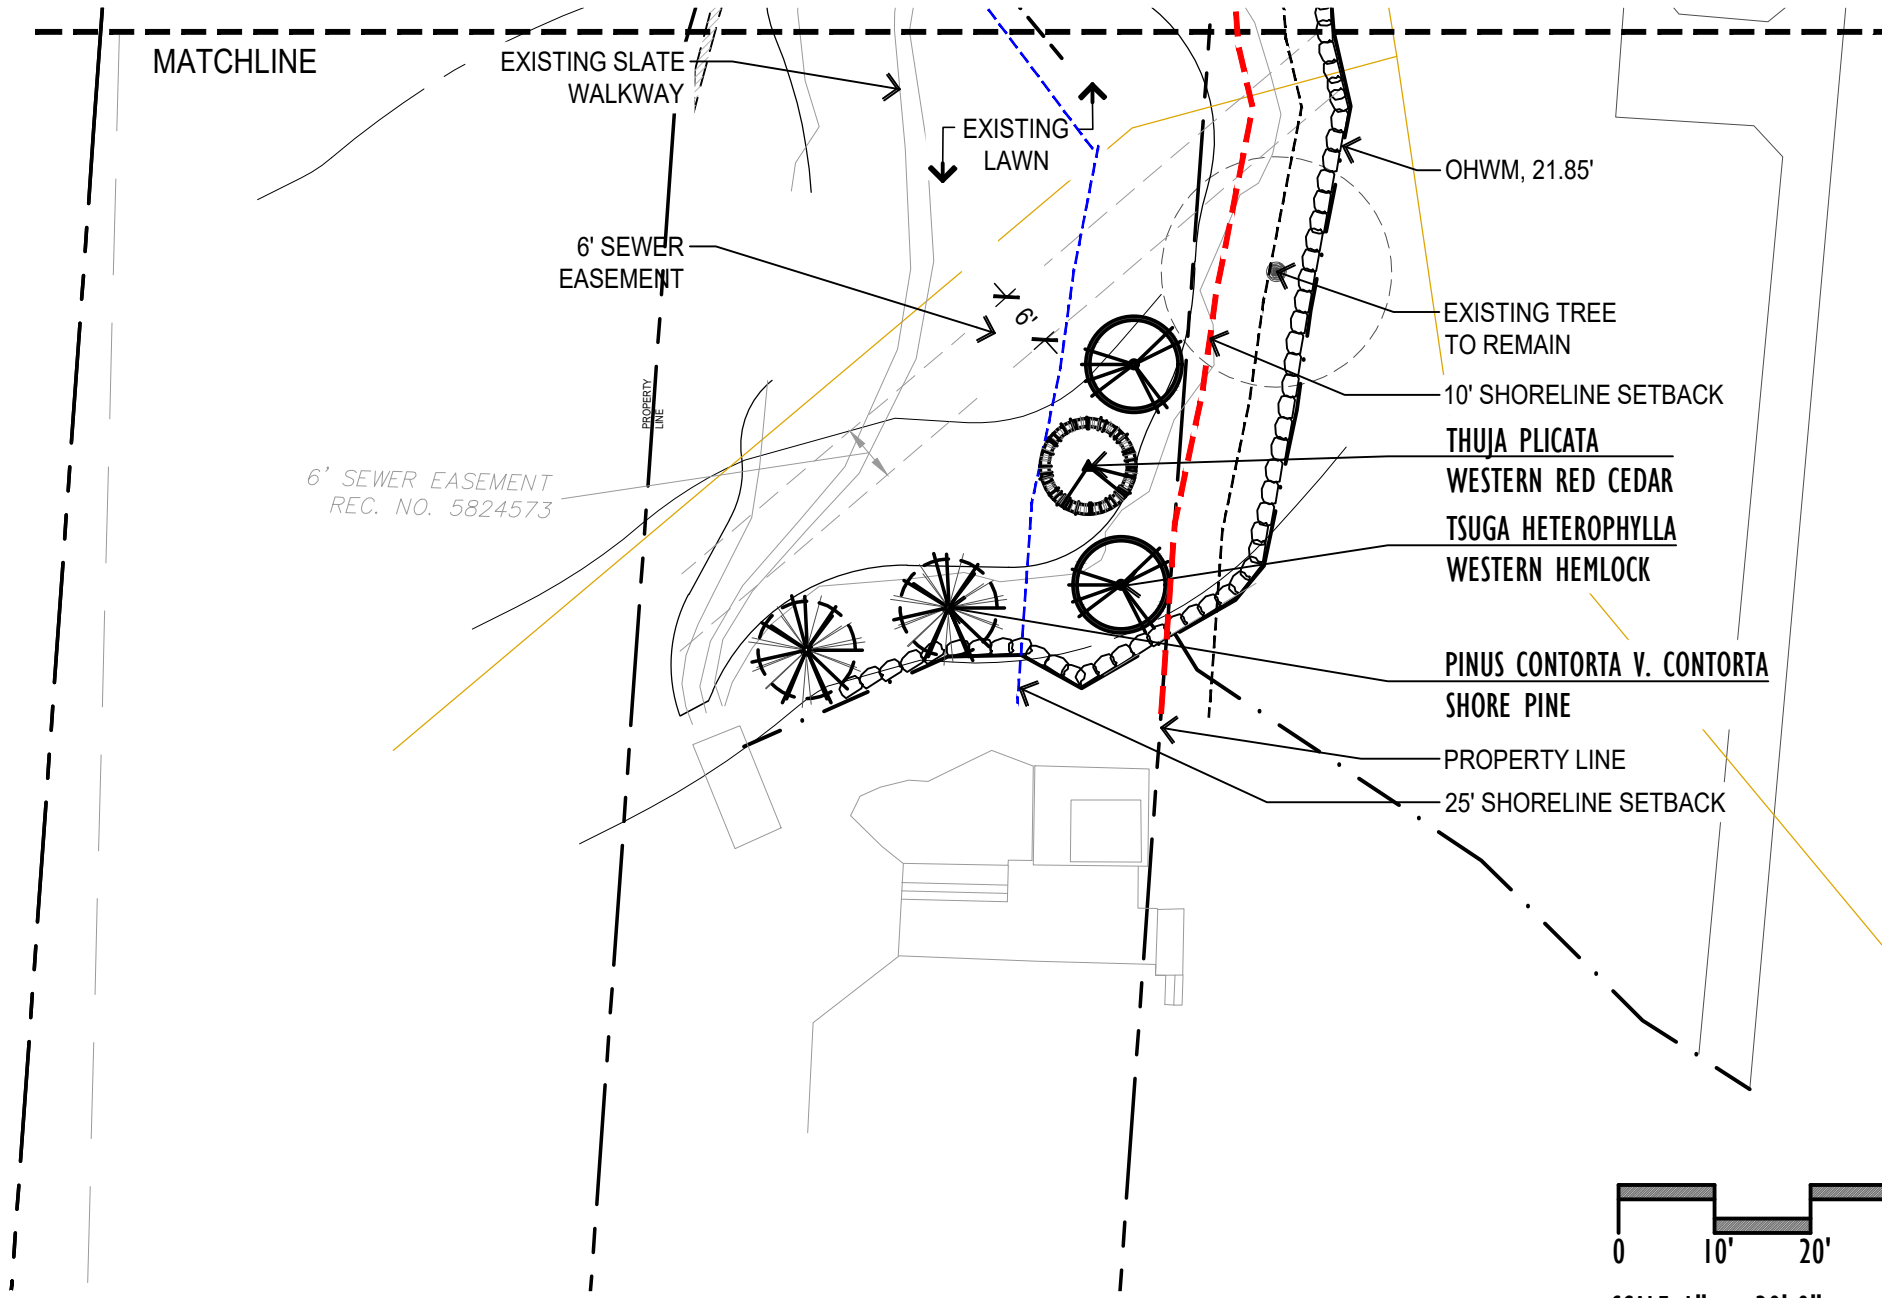 MATCHLINE
EXISTING SLATE
WALKWAY
EXISTING
LAWN
OHWM, 21.85'
6' SEWER
EASEMENT
6'
EXISTING TREE
TO REMAIN
10' SHORELINE SETBACK
PROPERTY
LINE
THUJA PLICATA
WESTERN RED CEDAR
6' SEWER EASEMENT
REC. NO. 5824573
TSUGA HETEROPHYLLA
WESTERN HEMLOCK
PINUS CONTORTA V. CONTORTA
SHORE PINE
PROPERTY LINE
25' SHORELINE SETBACK
0 10' 20'